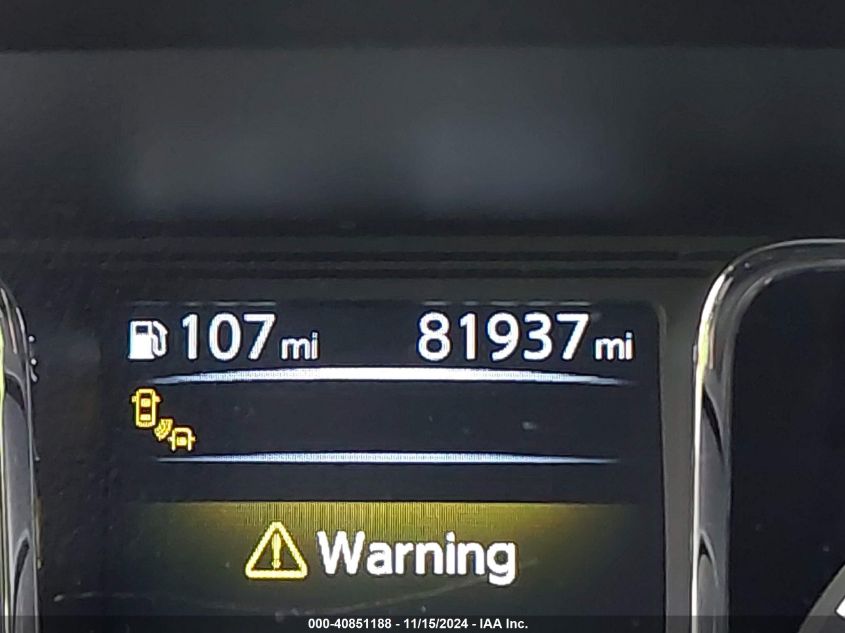 107 mi 81937 mi
Warning
000-40851188 - 11/15/2024 - IAA Inc.